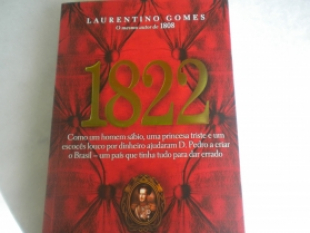 LAURENTINO GOMES
O mesmo autor de 1808
1822
Como um homem sábio, uma princesa triste e um
escocês louco por dinheiro ajudaram D. Pedro a criar
o Brasil – um país que tinha tudo para dar errado